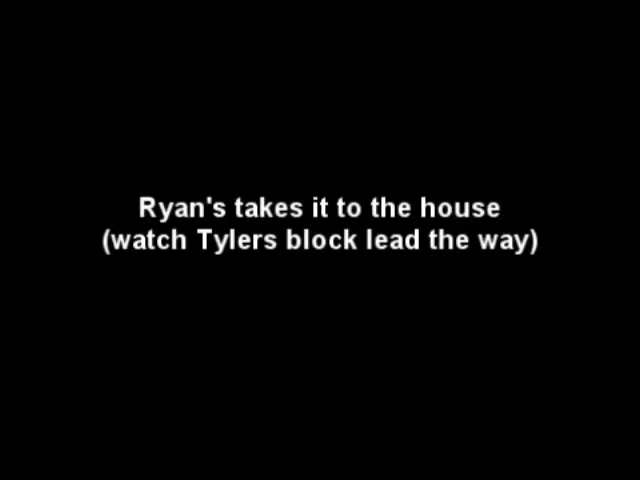 Ryan's takes it to the house
(watch Tylers block lead the way)